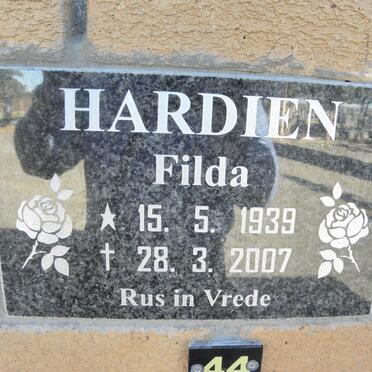 HARDIEN
Filda
★ 15. 5. 1939
† 28. 3. 2007
Rus in Vrede
44